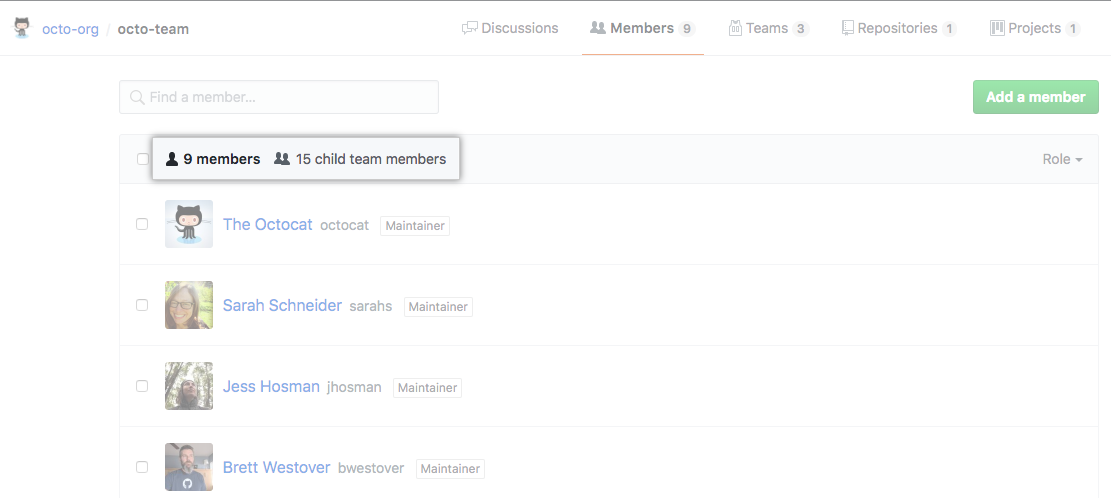 octo-org / octo-team Discussions Members 9 Teams 3 Repositories 1 Projects 1
Find a member... Add a member
9 members 15 child team members Role
The Octocat octocat Maintainer
Sarah Schneider sarahs Maintainer
Jess Hosman jhosman Maintainer
Brett Westover bwestover Maintainer